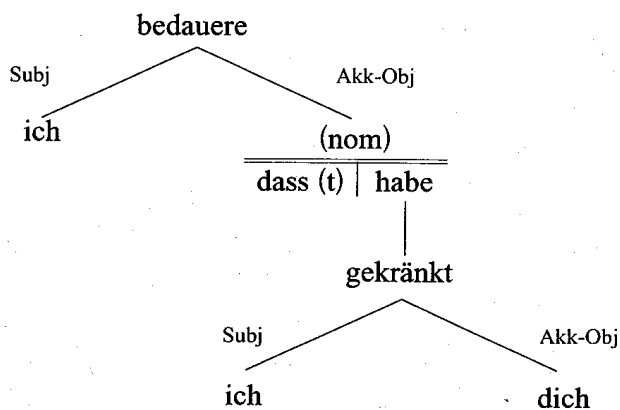 bedauere
Subj Akk-Obj
ich (nom)
dass (t) habe
gekränkt
Subj Akk-Obj
ich dich